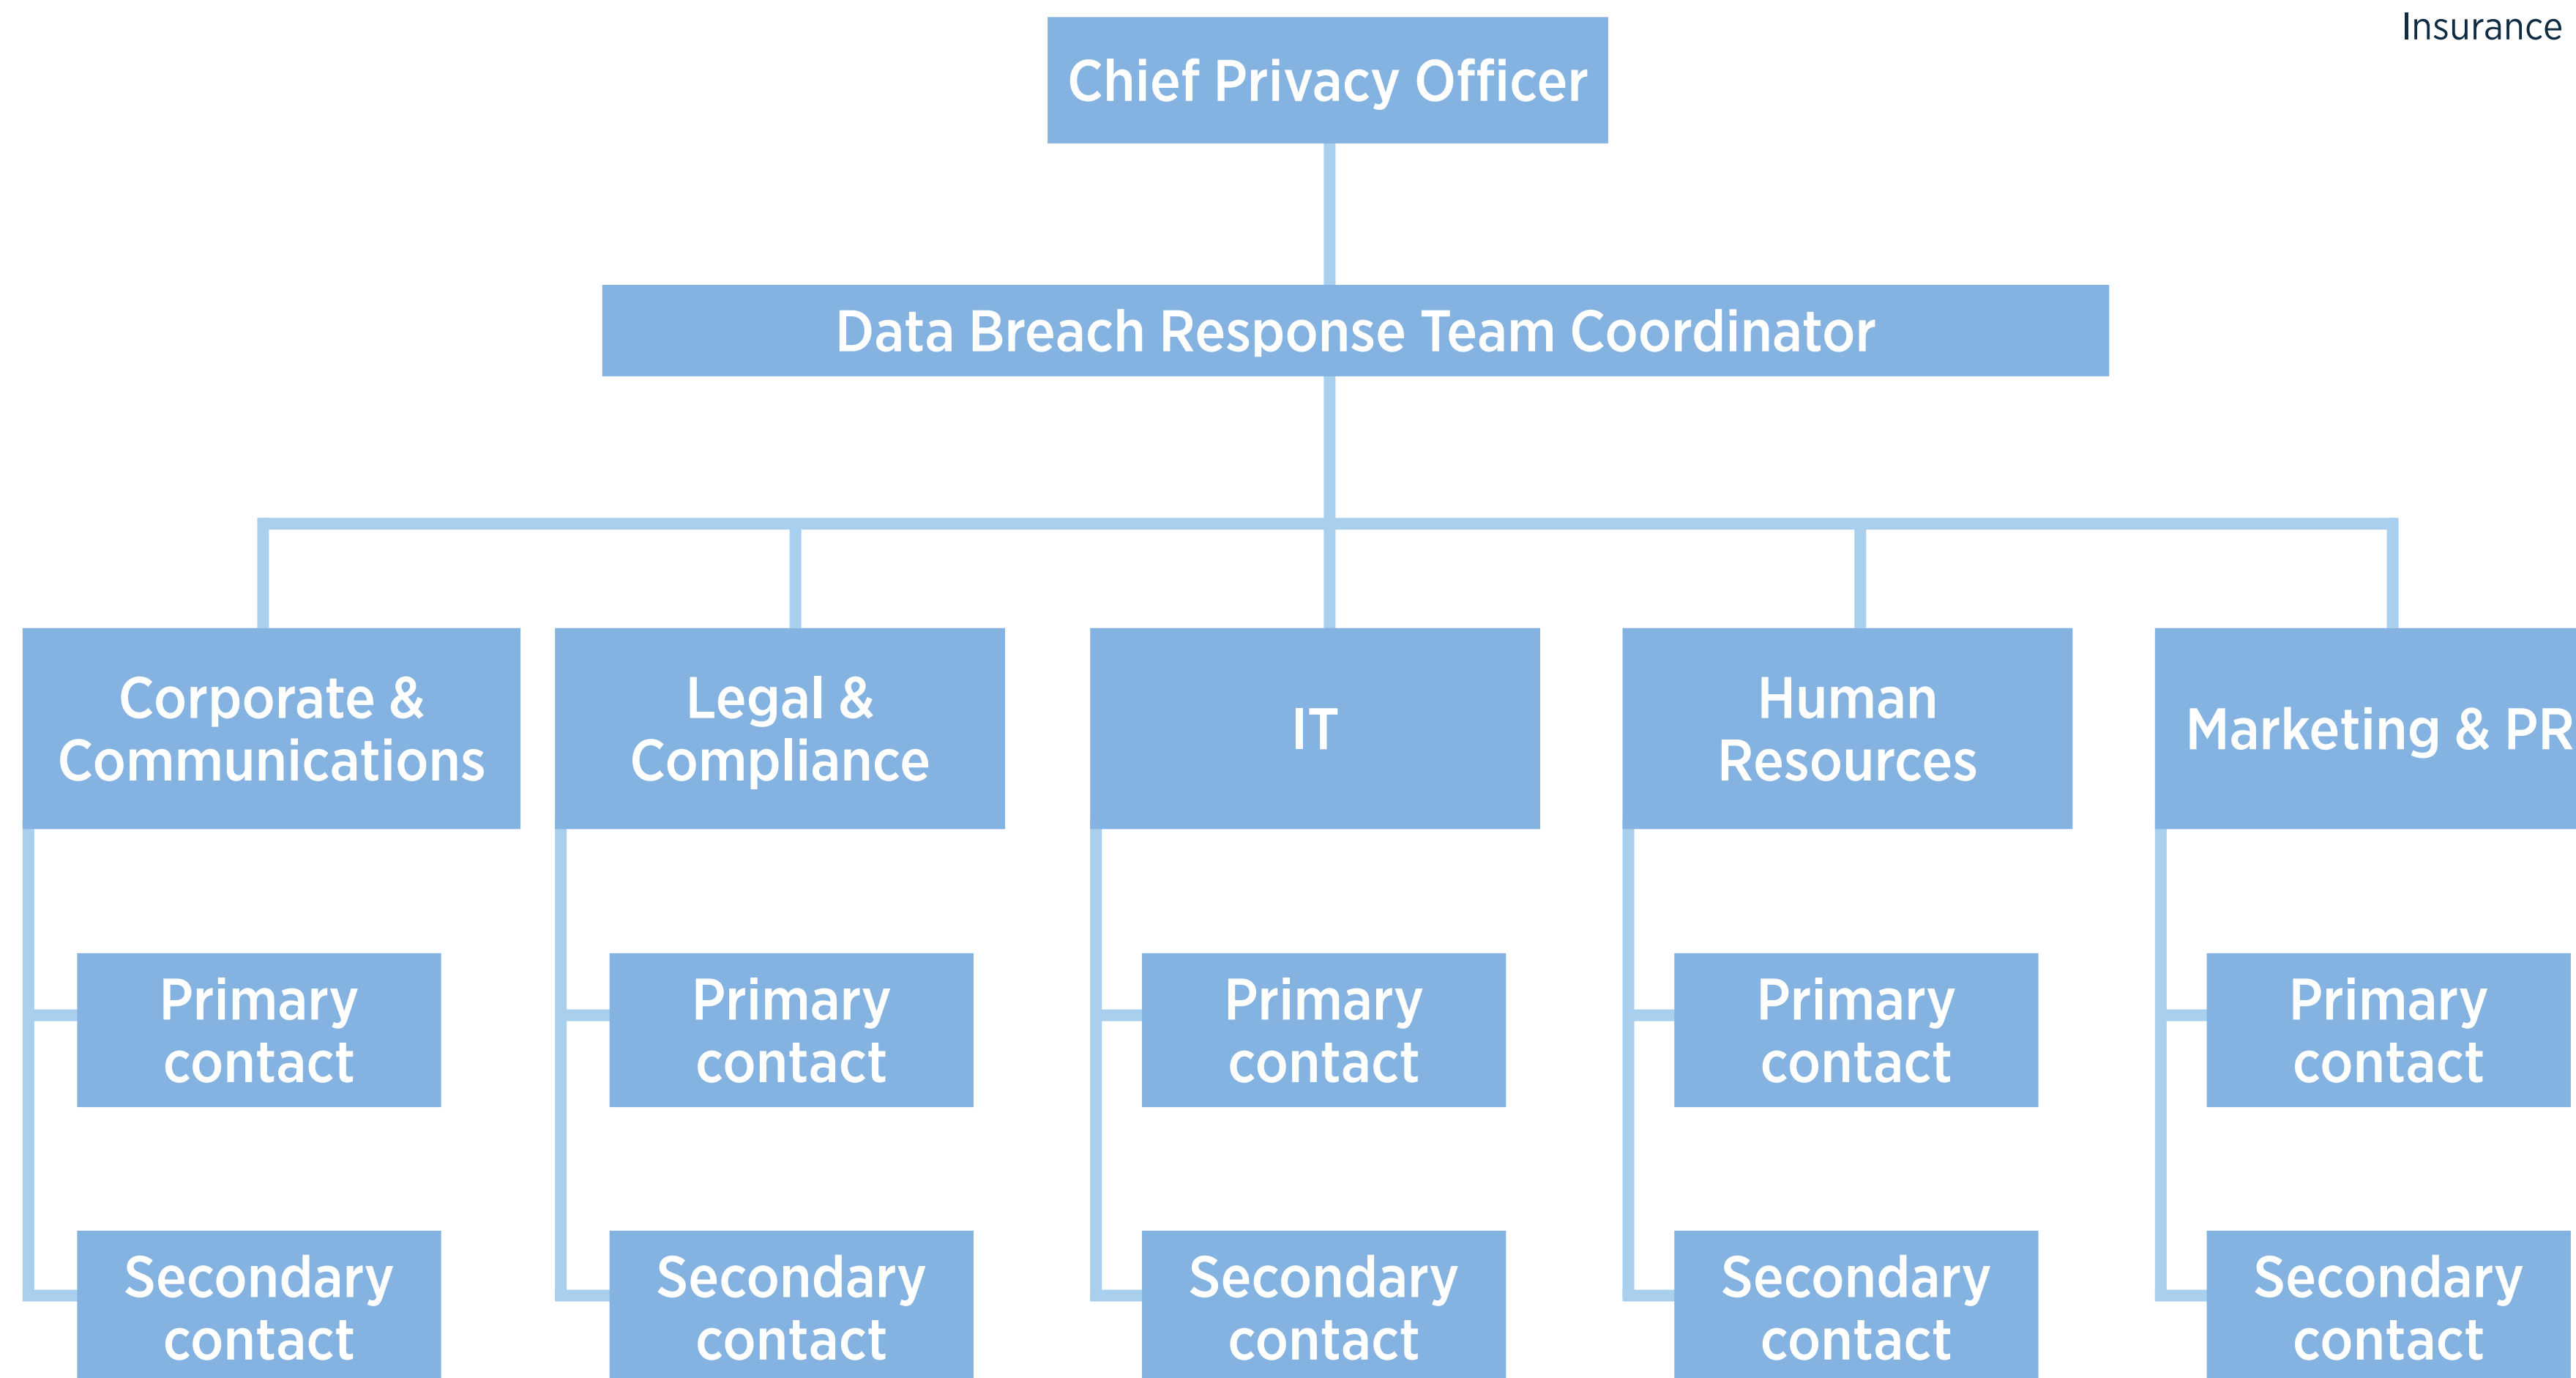 Insurance
Chief Privacy Officer
Data Breach Response Team Coordinator
Corporate &
Communications
Legal &
Compliance
IT
Human
Resources
Marketing & PR
Primary
contact
Primary
contact
Primary
contact
Primary
contact
Primary
contact
Secondary
contact
Secondary
contact
Secondary
contact
Secondary
contact
Secondary
contact